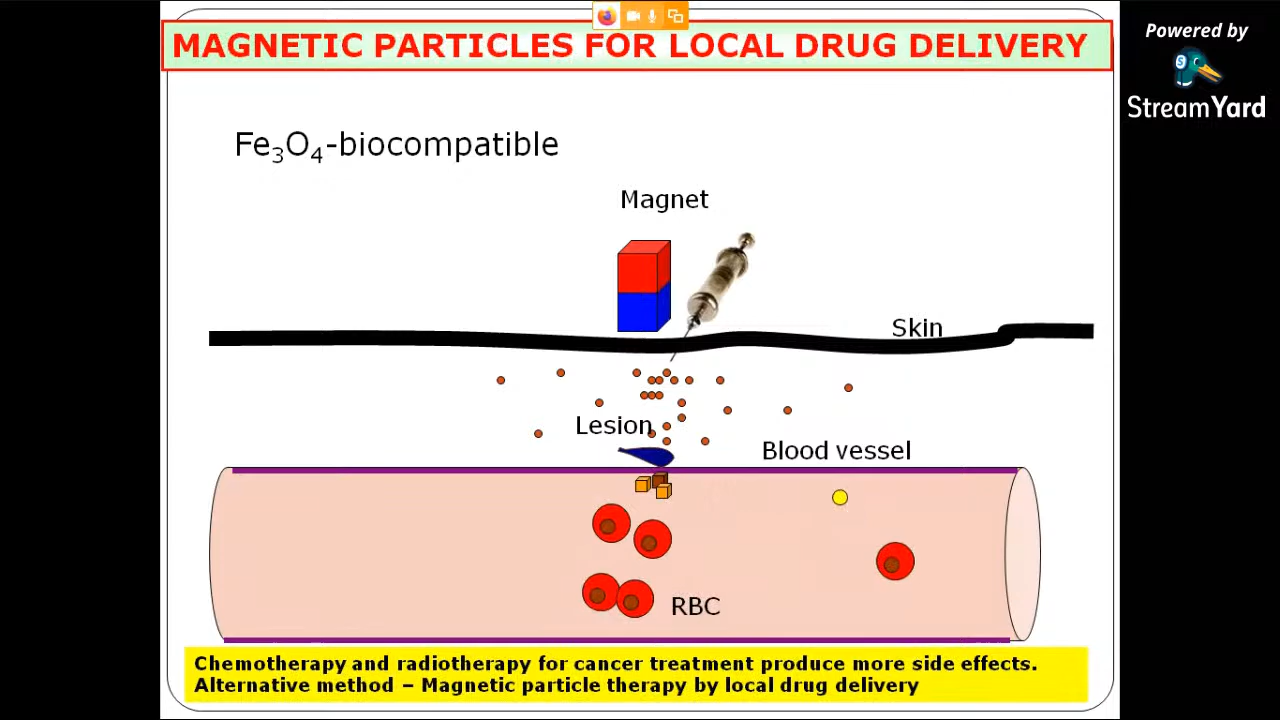 MAGNETIC PARTICLES FOR LOCAL DRUG DELIVERY
Powered by
StreamYard
Fe₃O₄-biocompatible
Magnet
Skin
Lesion
Blood vessel
RBC
Chemotherapy and radiotherapy for cancer treatment produce more side effects.
Alternative method – Magnetic particle therapy by local drug delivery